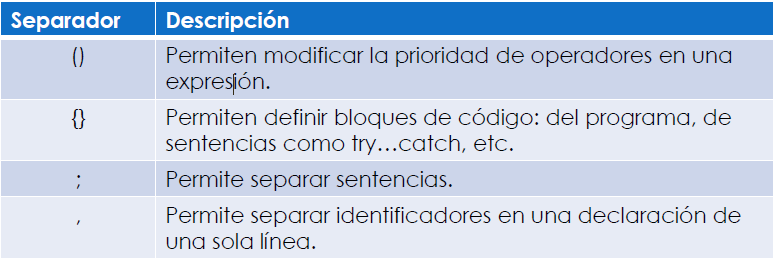 Separador Descripción
() Permiten modificar la prioridad de operadores en una
expresión.
{} Permiten definir bloques de código: del programa, de
sentencias como try...catch, etc.
; Permite separar sentencias.
, Permite separar identificadores en una declaración de
una sola línea.